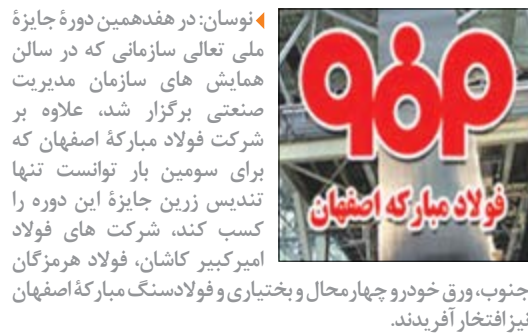 نوسان: در هفدهمین دورهٔ جایزهٔ
ملی تعالی سازمانی که در سالن
همایش های سازمان مدیریت
صنعتی برگزار شد، علاوه بر
شرکت فولاد مبارکهٔ اصفهان که
برای سومین بار توانست تنها
تندیس زرین جایزهٔ این دوره را
کسب کند، شرکت های فولاد
امیرکبیر کاشان، فولاد هرمزگان
جنوب، ورق خودرو چهارمحال و بختیاری و فولادسنگ مبارکهٔ اصفهان
نیز افتخار آفریدند.
فولاد مبارکه اصفهان